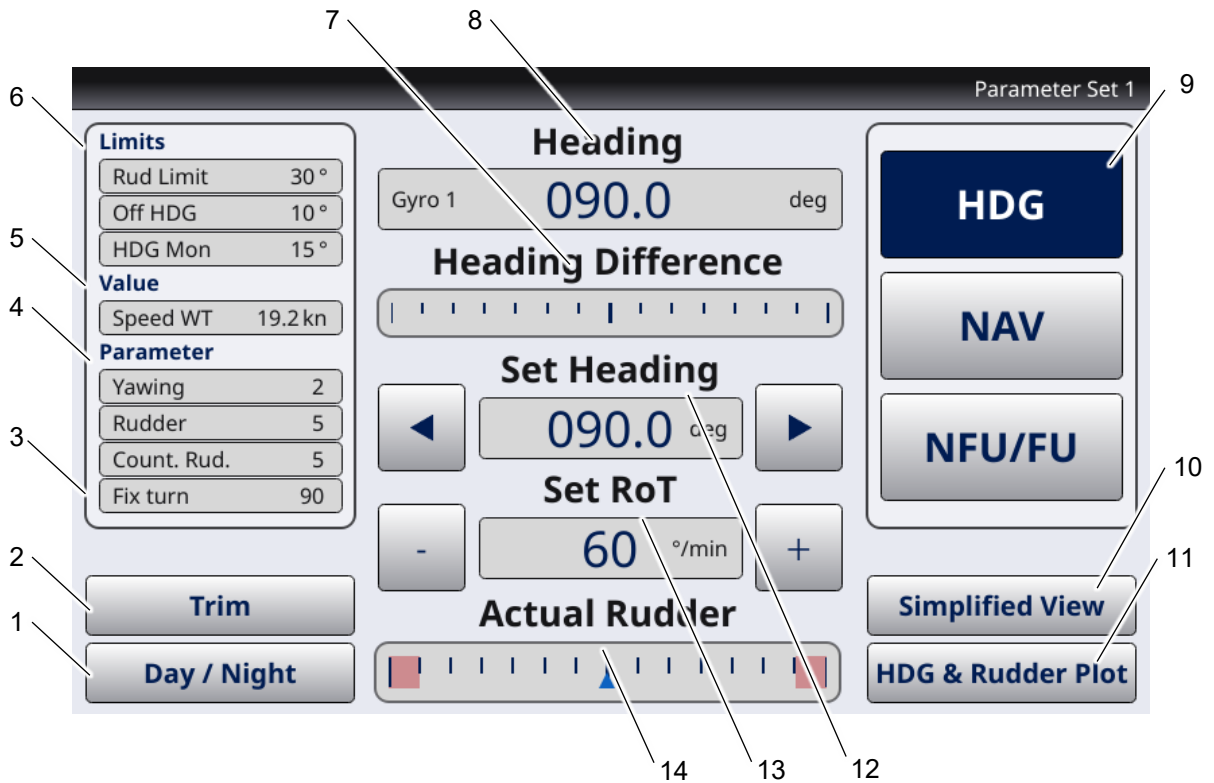 7 8
Parameter Set 1
9
6
Limits
Rud Limit 30 °
Off HDG 10 °
HDG Mon 15 °
5
Value
Speed WT 19.2 kn
4
Parameter
Yawing 2
Rudder 5
Count. Rud. 5
3
Fix turn 90
2
Trim
1
Day / Night
Heading
Gyro 1 090.0 deg
Heading Difference
Set Heading
◀ 090.0 deg ▶
Set RoT
- 60 °/min +
Actual Rudder
HDG
NAV
NFU/FU
10
11
Simplified View
HDG & Rudder Plot
14 13 12